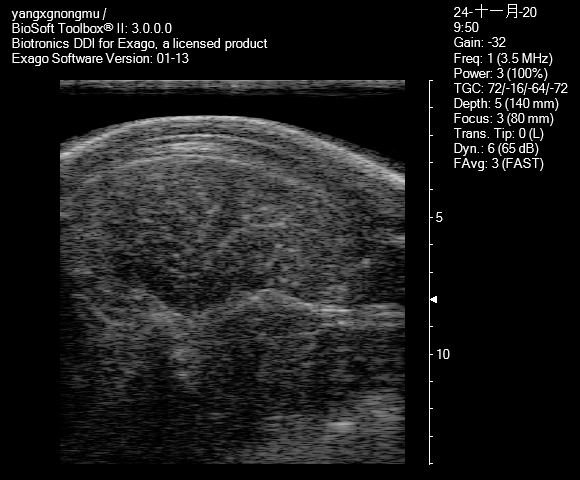 yangxgnongmu /
BioSoft Toolbox® II: 3.0.0.0
Biotronics DDI for Exago, a licensed product
Exago Software Version: 01-13
24-十一月-20
9:50
Gain: -32
Freq: 1 (3.5 MHz)
Power: 3 (100%)
TGC: 72/-16/-64/-72
Depth: 5 (140 mm)
Focus: 3 (80 mm)
Trans. Tip: 0 (L)
Dyn.: 6 (65 dB)
FAvg: 3 (FAST)
5
10